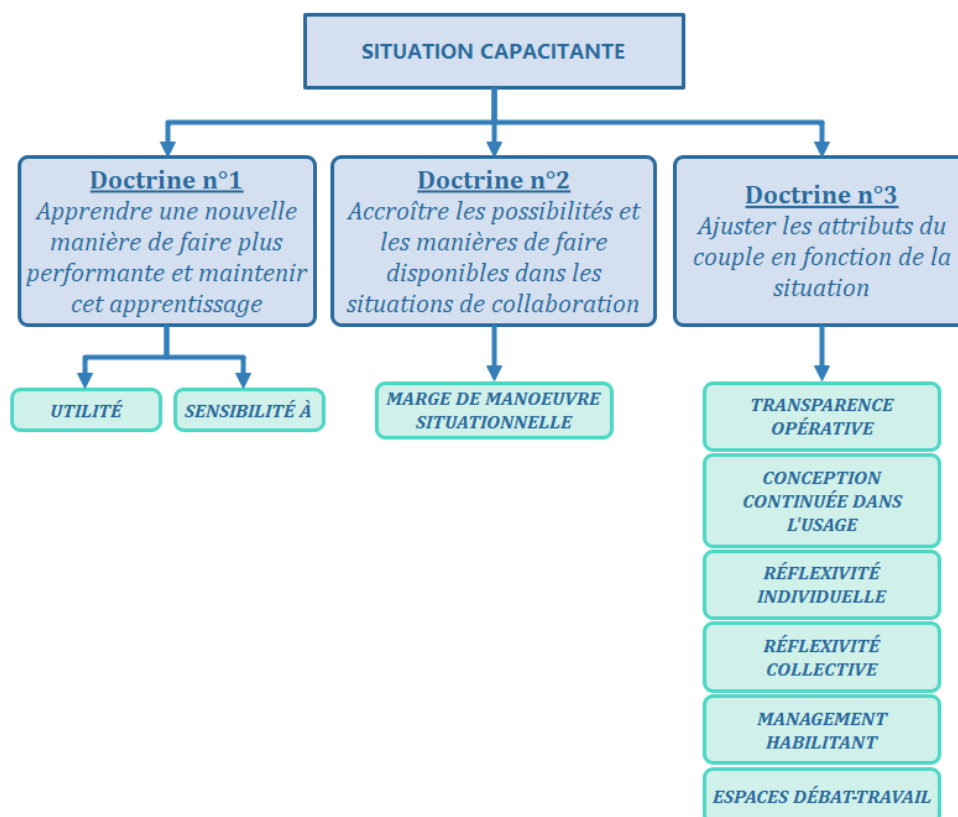 SITUATION CAPACITANTE
Doctrine n°1
Apprendre une nouvelle
manière de faire plus
performante et maintenir
cet apprentissage
Doctrine n°2
Accroître les possibilités et
les manières de faire
disponibles dans les
situations de collaboration
Doctrine n°3
Ajuster les attributs du
couple en fonction de la
situation
UTILITÉ
SENSIBILITÉ À
MARGE DE MANOEUVRE
SITUATIONNELLE
TRANSPARENCE
OPÉRATIVE
CONCEPTION
CONTINUÉE DANS
L'USAGE
RÉFLEXIVITÉ
INDIVIDUELLE
RÉFLEXIVITÉ
COLLECTIVE
MANAGEMENT
HABILITANT
ESPACES DÉBAT-TRAVAIL